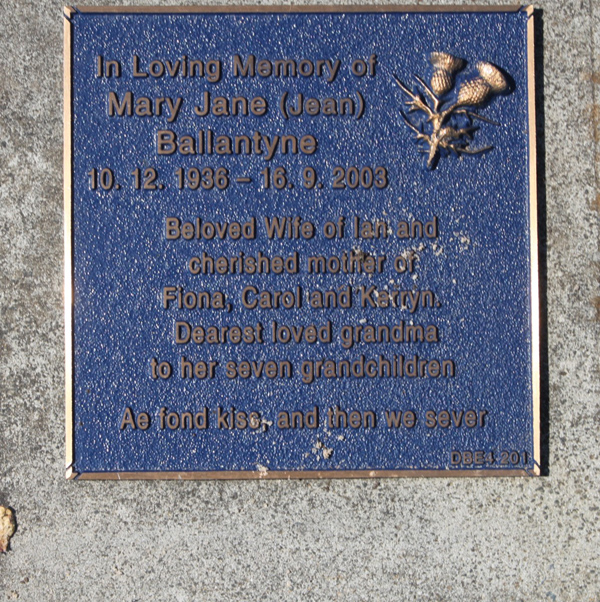 In Loving Memory of
Mary Jane (Jean)
Ballantyne
10. 12. 1936 – 16. 9. 2003
Beloved Wife of Ian and
cherished mother of
Fiona, Carol and Kerryn.
Dearest loved grandma
to her seven grandchildren
Ae fond kiss, and then we sever
DBE4 201